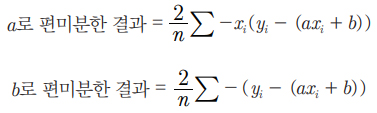 a로 편미분한 결과 = 2/n ∑ −xᵢ(yᵢ − (axᵢ + b))
b로 편미분한 결과 = 2/n ∑ − (yᵢ − (axᵢ + b))